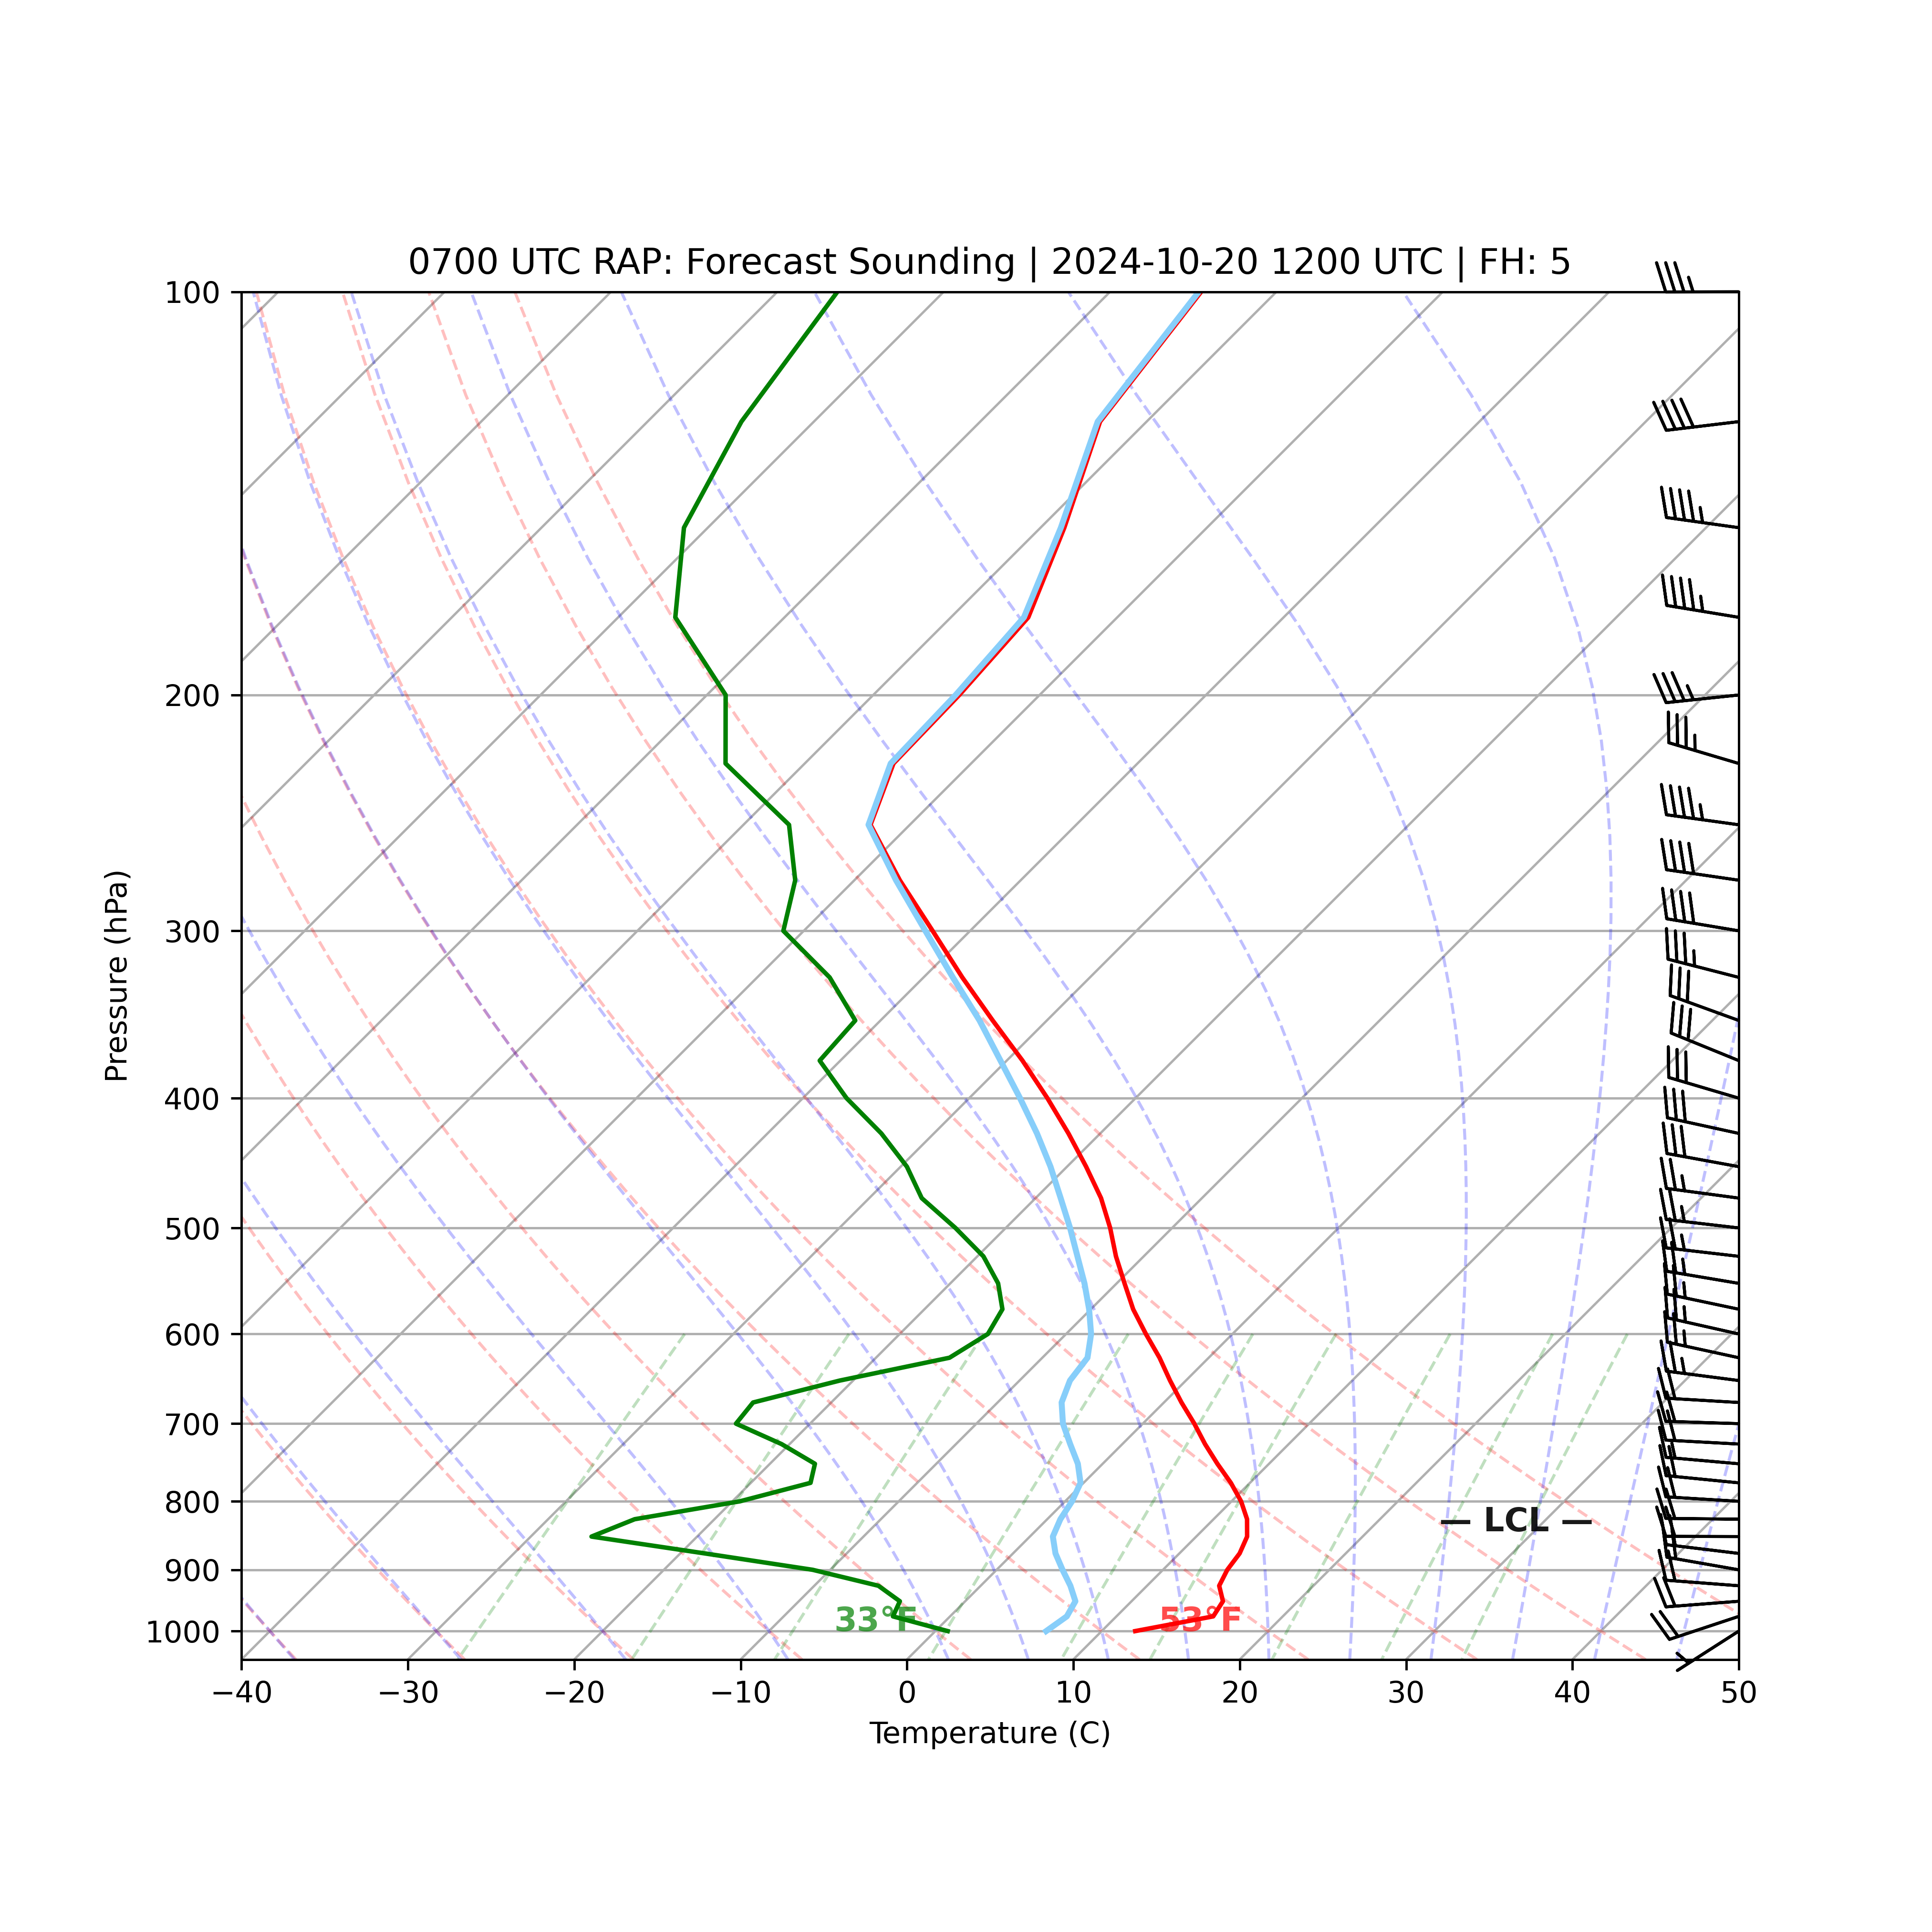 0700 UTC RAP: Forecast Sounding | 2024-10-20 1200 UTC | FH: 5
100
200
300
400
500
600
700
800
900
1000
Pressure (hPa)
— LCL —
33°F
53°F
−40 −30 −20 −10 0 10 20 30 40 50
Temperature (C)